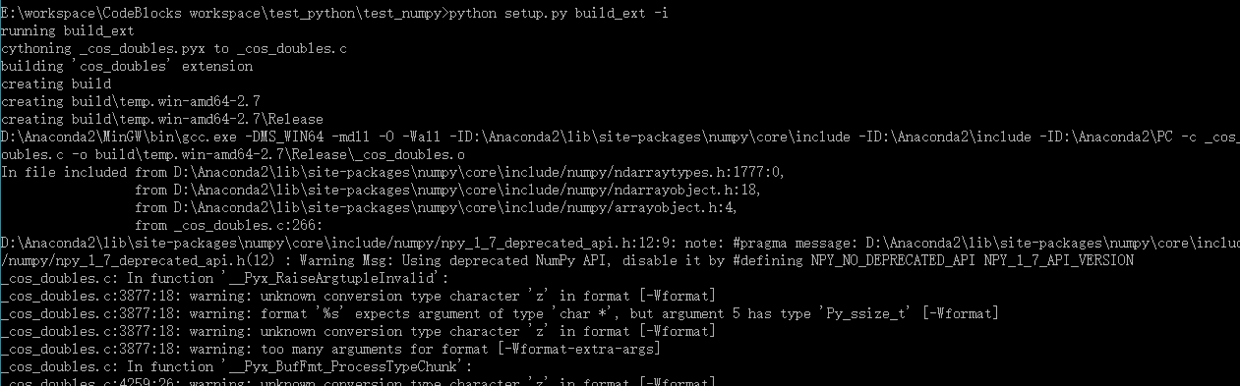 E:\workspace\CodeBlocks workspace\test_python\test_numpy>python setup.py build_ext -i
running build_ext
cythoning _cos_doubles.pyx to _cos_doubles.c
building 'cos_doubles' extension
creating build
creating build\temp.win-amd64-2.7
creating build\temp.win-amd64-2.7\Release
D:\Anaconda2\MinGW\bin\gcc.exe -DMS_WIN64 -mdll -O -Wall -ID:\Anaconda2\lib\site-packages\numpy\core\include -ID:\Anaconda2\include -ID:\Anaconda2\PC -c _cos_
oubles.c -o build\temp.win-amd64-2.7\Release\_cos_doubles.o
In file included from D:\Anaconda2\lib\site-packages\numpy\core\include/numpy/ndarraytypes.h:1777:0,
from D:\Anaconda2\lib\site-packages\numpy\core\include/numpy/ndarrayobject.h:18,
from D:\Anaconda2\lib\site-packages\numpy\core\include/numpy/arrayobject.h:4,
from _cos_doubles.c:266:
D:\Anaconda2\lib\site-packages\numpy\core\include/numpy/npy_1_7_deprecated_api.h:12:9: note: #pragma message: D:\Anaconda2\lib\site-packages\numpy\core\includ
/numpy/npy_1_7_deprecated_api.h(12) : Warning Msg: Using deprecated NumPy API, disable it by #defining NPY_NO_DEPRECATED_API NPY_1_7_API_VERSION
_cos_doubles.c: In function '__Pyx_RaiseArgtupleInvalid':
_cos_doubles.c:3877:18: warning: unknown conversion type character 'z' in format [-Wformat]
_cos_doubles.c:3877:18: warning: format '%s' expects argument of type 'char *', but argument 5 has type 'Py_ssize_t' [-Wformat]
_cos_doubles.c:3877:18: warning: unknown conversion type character 'z' in format [-Wformat]
_cos_doubles.c:3877:18: warning: too many arguments for format [-Wformat-extra-args]
_cos_doubles.c: In function '__Pyx_BufFmt_ProcessTypeChunk':
_cos_doubles.c:4259:26: warning: unknown conversion type character 'z' in format [-Wformat]